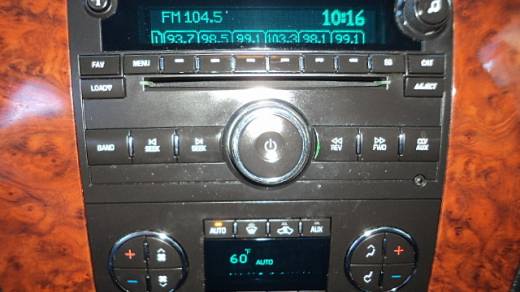 FM 104.5 10:16
93.7 98.5 99.1 103.3 98.1 99.1
FAV MENU CAT
LOAD EJECT
BAND SEEK SEEK REV FWD CD/ AUX
AUTO AUX
60°F AUTO